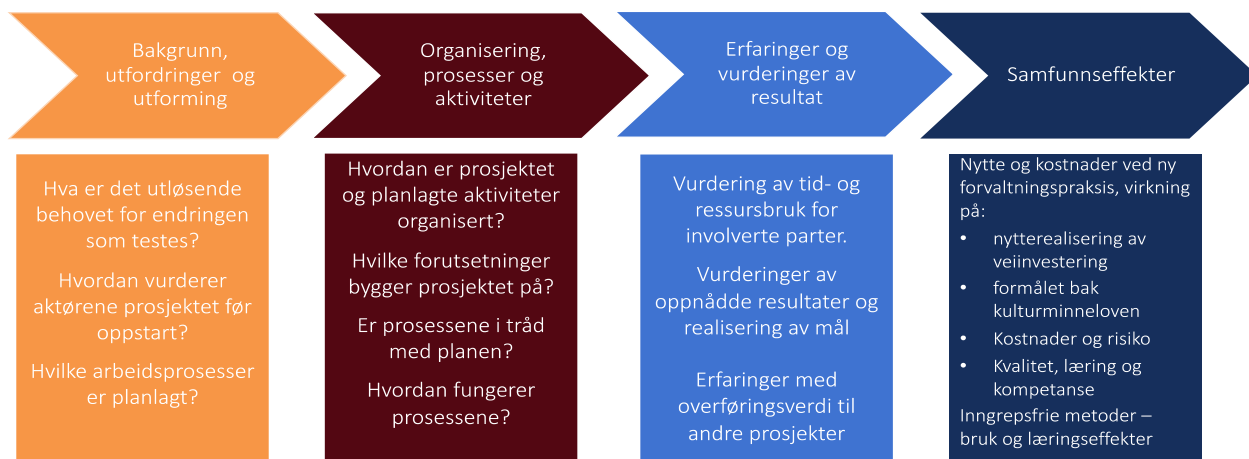 Bakgrunn,
utfordringer og
utforming
Organisering,
prosesser og
aktiviteter
Erfaringer og
vurderinger av
resultat
Samfunnseffekter
Hva er det utløsende
behovet for endringen
som testes?
Hvordan vurderer
aktørene prosjektet før
oppstart?
Hvilke arbeidsprosesser
er planlagt?
Hvordan er prosjektet
og planlagte aktiviteter
organisert?
Hvilke forutsetninger
bygger prosjektet på?
Er prosessene i tråd
med planen?
Hvordan fungerer
prosessene?
Vurdering av tid- og
ressursbruk for
involverte parter.
Vurderinger av
oppnådde resultater og
realisering av mål
Erfaringer med
overføringsverdi til
andre prosjekter
Nytte og kostnader ved ny
forvaltningspraksis, virkning
på:
• nytterealisering av
veiinvestering
• formålet bak
kulturminneloven
• Kostnader og risiko
• Kvalitet, læring og
kompetanse
Inngrepsfrie metoder –
bruk og læringseffekter